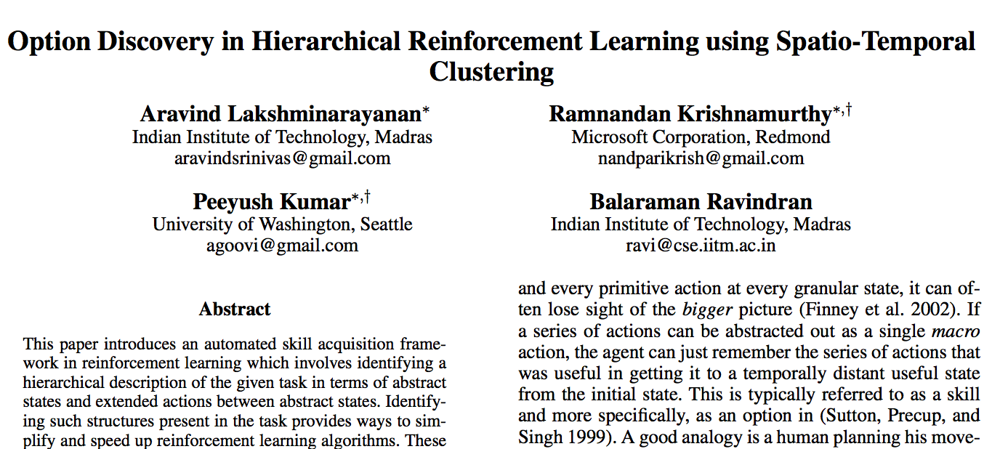 Option Discovery in Hierarchical Reinforcement Learning using Spatio-Temporal
Clustering
Aravind Lakshminarayanan*
Indian Institute of Technology, Madras
aravindsrinivas@gmail.com
Ramnandan Krishnamurthy*,†
Microsoft Corporation, Redmond
nandparikrish@gmail.com
Peeyush Kumar*,†
University of Washington, Seattle
agoovi@gmail.com
Balaraman Ravindran
Indian Institute of Technology, Madras
ravi@cse.iitm.ac.in
Abstract
This paper introduces an automated skill acquisition frame-
work in reinforcement learning which involves identifying a
hierarchical description of the given task in terms of abstract
states and extended actions between abstract states. Identify-
ing such structures present in the task provides ways to sim-
plify and speed up reinforcement learning algorithms. These
and every primitive action at every granular state, it can of-
ten lose sight of the bigger picture (Finney et al. 2002). If
a series of actions can be abstracted out as a single macro
action, the agent can just remember the series of actions that
was useful in getting it to a temporally distant useful state
from the initial state. This is typically referred to as a skill
and more specifically, as an option in (Sutton, Precup, and
Singh 1999). A good analogy is a human planning his move-